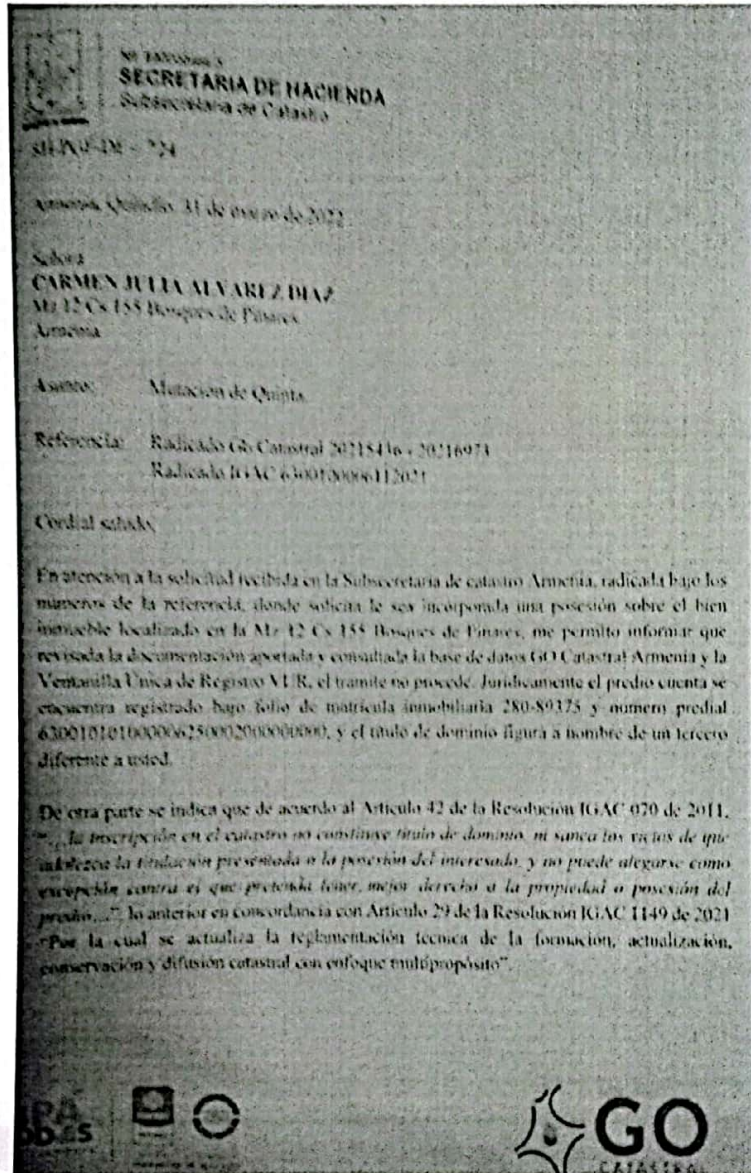 SECRETARIA DE HACIENDA
Subsecretaria de Catastro
Armenia, Quindío, 31 de marzo de 2022
Señora
CARMEN JULIA ALVAREZ DIAZ
Mz 12 Cs 155 Bosques de Pinares
Armenia
Asunto: Mutación de Quinta
Referencia: Radicado Go Catastral 20215436 - 20216973
Radicado IGAC
Cordial saludo,
En atención a la solicitud recibida en la Subsecretaria de catastro Armenia, radicada bajo los
números de la referencia, donde solicita le sea incorporada una posesión sobre el bien
inmueble localizado en la Mz 12 Cs 155 Bosques de Pinares, me permito informar que
revisada la documentación aportada y consultada la base de datos GO Catastral Armenia y la
Ventanilla Única de Registro VUR, el tramite no procede. Jurídicamente el predio cuenta se
encuentra registrado bajo folio de matrícula inmobiliaria 280-89375 y número predial
y el título de dominio figura a nombre de un tercero
diferente a usted.
De otra parte se indica que de acuerdo al Artículo 42 de la Resolución IGAC 070 de 2011,
"... la inscripción en el catastro no constituye título de dominio, ni sanea los vicios de que
adolezca la titulación presentada o la posesión del interesado, y no puede alegarse como
excepción contra el que pretenda tener mejor derecho a la propiedad o posesión del
predio...", lo anterior en concordancia con Artículo 29 de la Resolución IGAC 1149 de 2021
"Por la cual se actualiza la reglamentación técnica de la formación, actualización,
conservación y difusión catastral con enfoque multipropósito".
GO
CATASTRAL